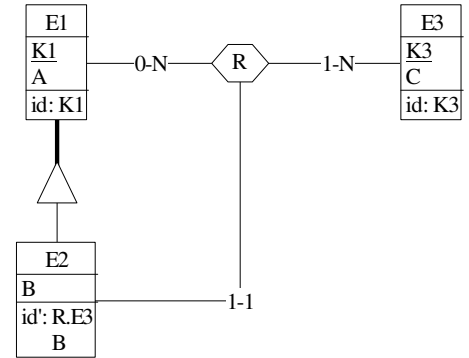 E1
K1
A
id: K1
0-N
R
1-N
E3
K3
C
id: K3
E2
B
id': R.E3
B
1-1